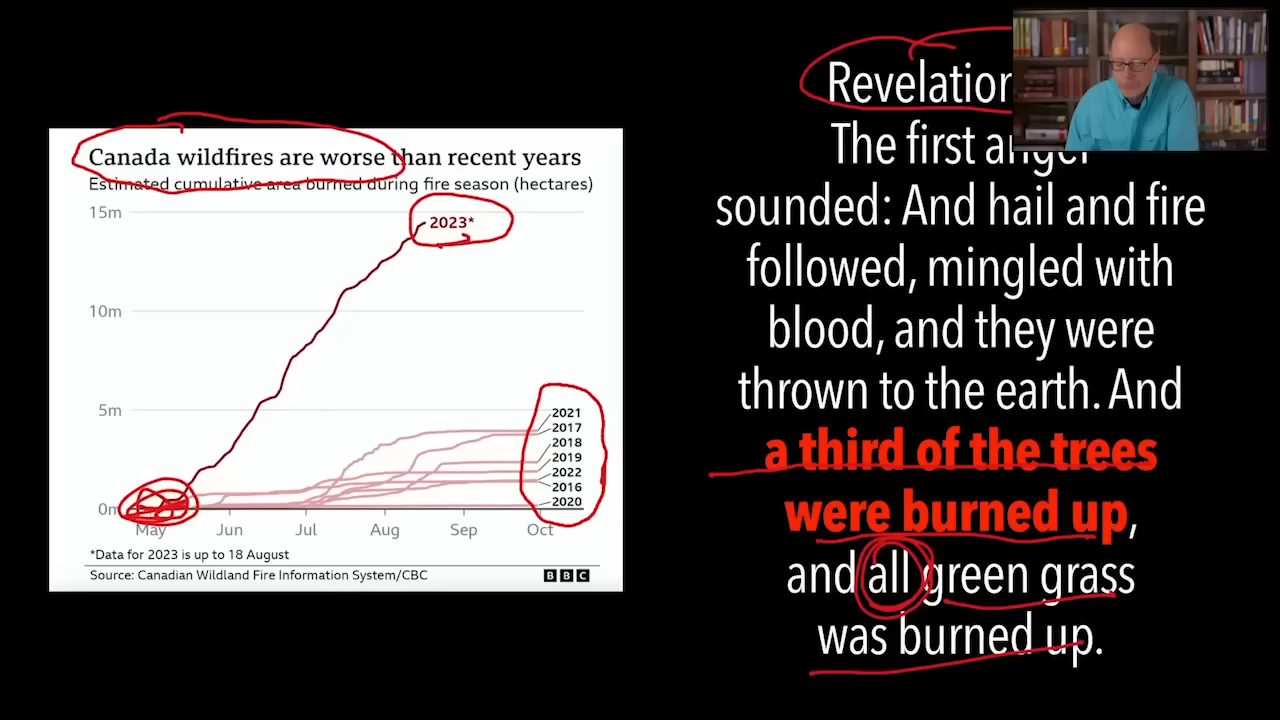 Canada wildfires are worse than recent years
Estimated cumulative area burned during fire season (hectares)
15m
2023*
10m
5m
2021
2017
2018
2019
2022
2016
2020
0m
May Jun Jul Aug Sep Oct
*Data for 2023 is up to 18 August
Source: Canadian Wildland Fire Information System/CBC
BBC
Revelation
The first angel
sounded: And hail and fire
followed, mingled with
blood, and they were
thrown to the earth. And
a third of the trees
were burned up,
and all green grass
was burned up.